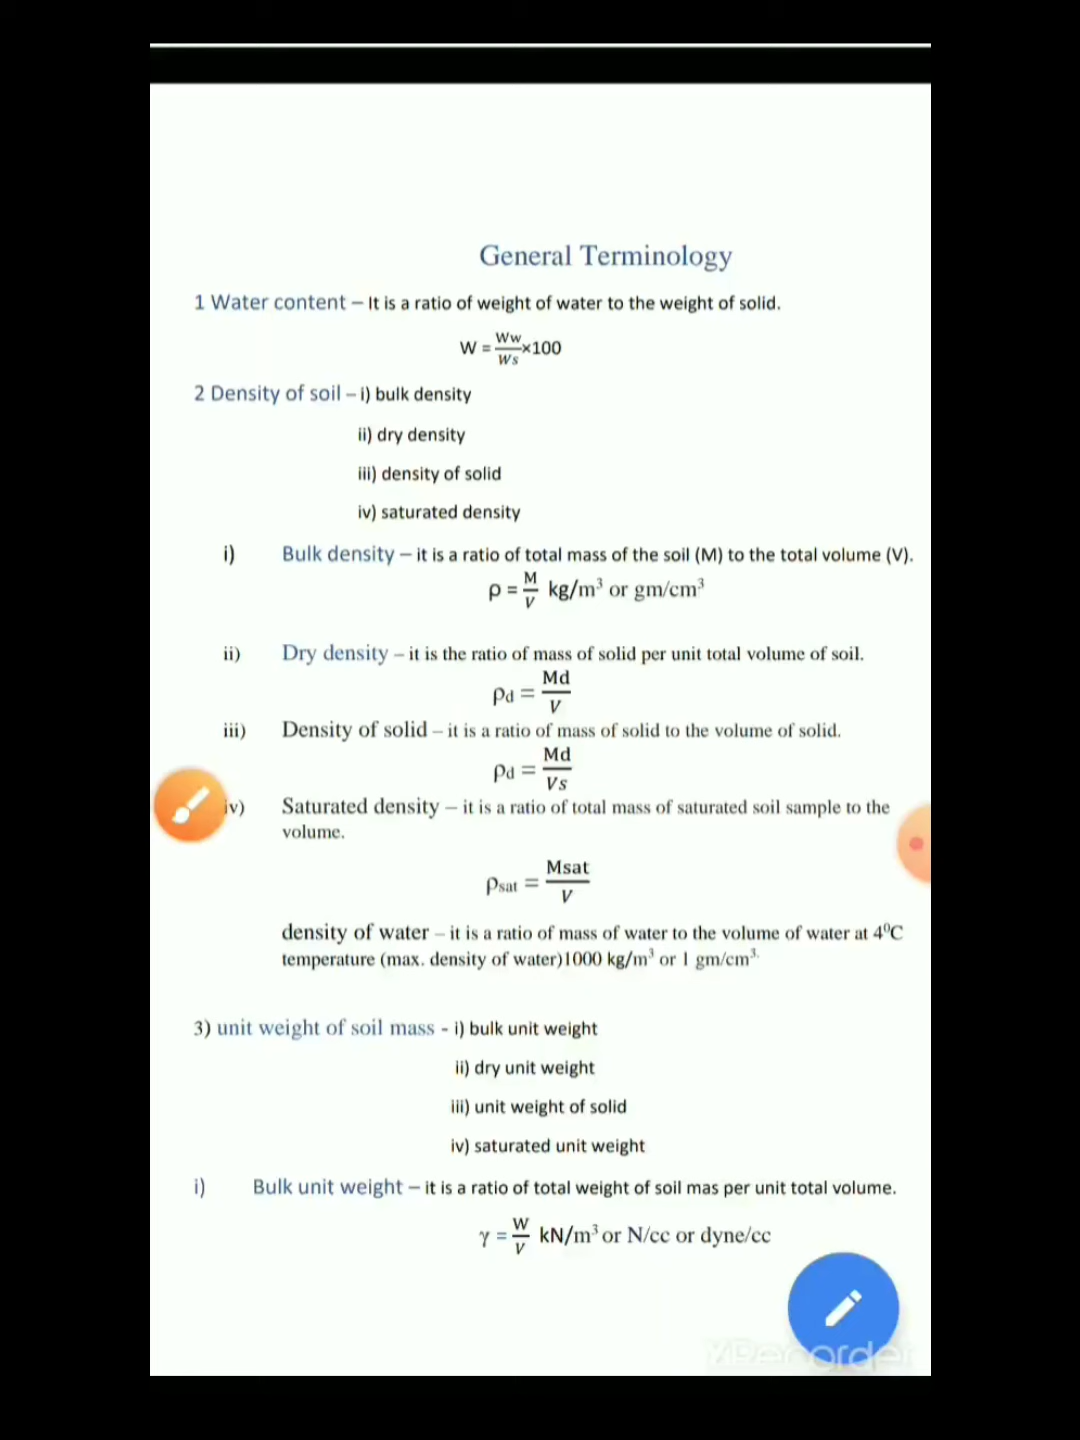 General Terminology
1 Water content – It is a ratio of weight of water to the weight of solid.
W = Ww/Ws ×100
2 Density of soil – i) bulk density
ii) dry density
iii) density of solid
iv) saturated density
i) Bulk density – it is a ratio of total mass of the soil (M) to the total volume (V).
ρ = M/V kg/m³ or gm/cm³
ii) Dry density – it is the ratio of mass of solid per unit total volume of soil.
ρd = Md/V
iii) Density of solid – it is a ratio of mass of solid to the volume of solid.
ρd = Md/Vs
iv) Saturated density – it is a ratio of total mass of saturated soil sample to the
volume.
ρsat = Msat/V
density of water – it is a ratio of mass of water to the volume of water at 4⁰C
temperature (max. density of water)1000 kg/m³ or 1 gm/cm³.
3) unit weight of soil mass - i) bulk unit weight
ii) dry unit weight
iii) unit weight of solid
iv) saturated unit weight
i) Bulk unit weight – it is a ratio of total weight of soil mas per unit total volume.
γ = W/V kN/m³ or N/cc or dyne/cc
XRecorder